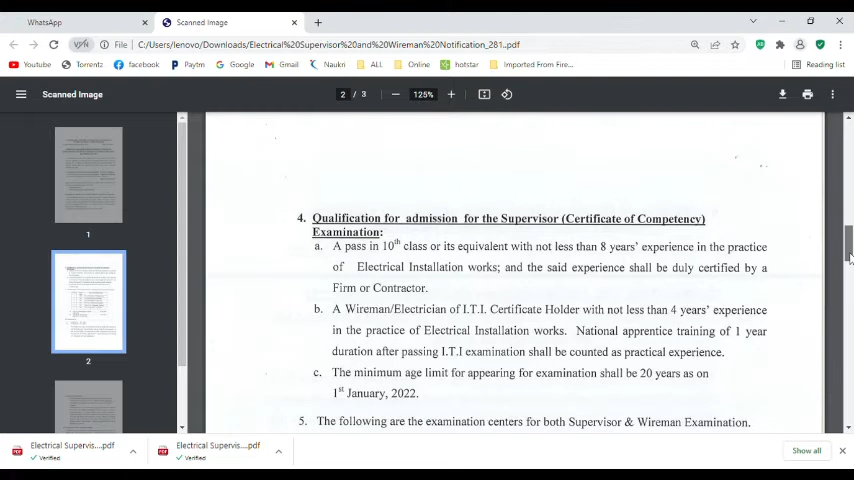 WhatsApp
Scanned Image
VPN
File
C:/Users/lenovo/Downloads/Electrical%20Supervisor%20and%20Wireman%20Notification_281..pdf
Youtube
Torrentz
facebook
Paytm
Google
Gmail
Naukri
ALL
Online
hotstar
Imported From Fire...
Reading list
Scanned Image
2 / 3
125%
1
2
4. Qualification for admission for the Supervisor (Certificate of Competency)
Examination:
a. A pass in 10th class or its equivalent with not less than 8 years' experience in the practice
of Electrical Installation works; and the said experience shall be duly certified by a
Firm or Contractor.
b. A Wireman/Electrician of I.T.I. Certificate Holder with not less than 4 years' experience
in the practice of Electrical Installation works. National apprentice training of 1 year
duration after passing I.T.I examination shall be counted as practical experience.
c. The minimum age limit for appearing for examination shall be 20 years as on
1st January, 2022.
5. The following are the examination centers for both Supervisor & Wireman Examination.
Electrical Supervis....pdf
Verified
Electrical Supervis....pdf
Verified
Show all